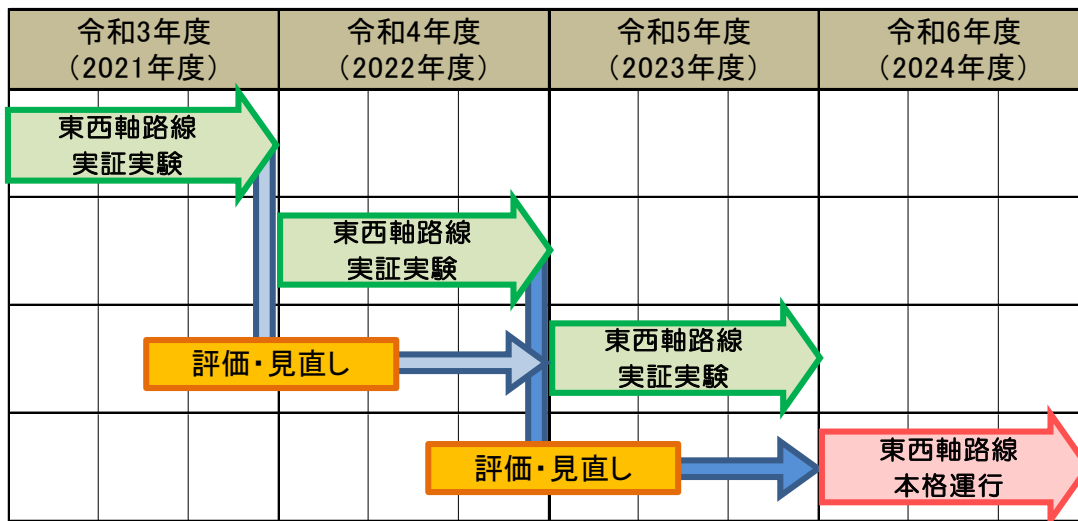 令和3年度
（2021年度）
令和4年度
（2022年度）
令和5年度
（2023年度）
令和6年度
（2024年度）
東西軸路線
実証実験
東西軸路線
実証実験
評価・見直し
東西軸路線
実証実験
評価・見直し
東西軸路線
本格運行